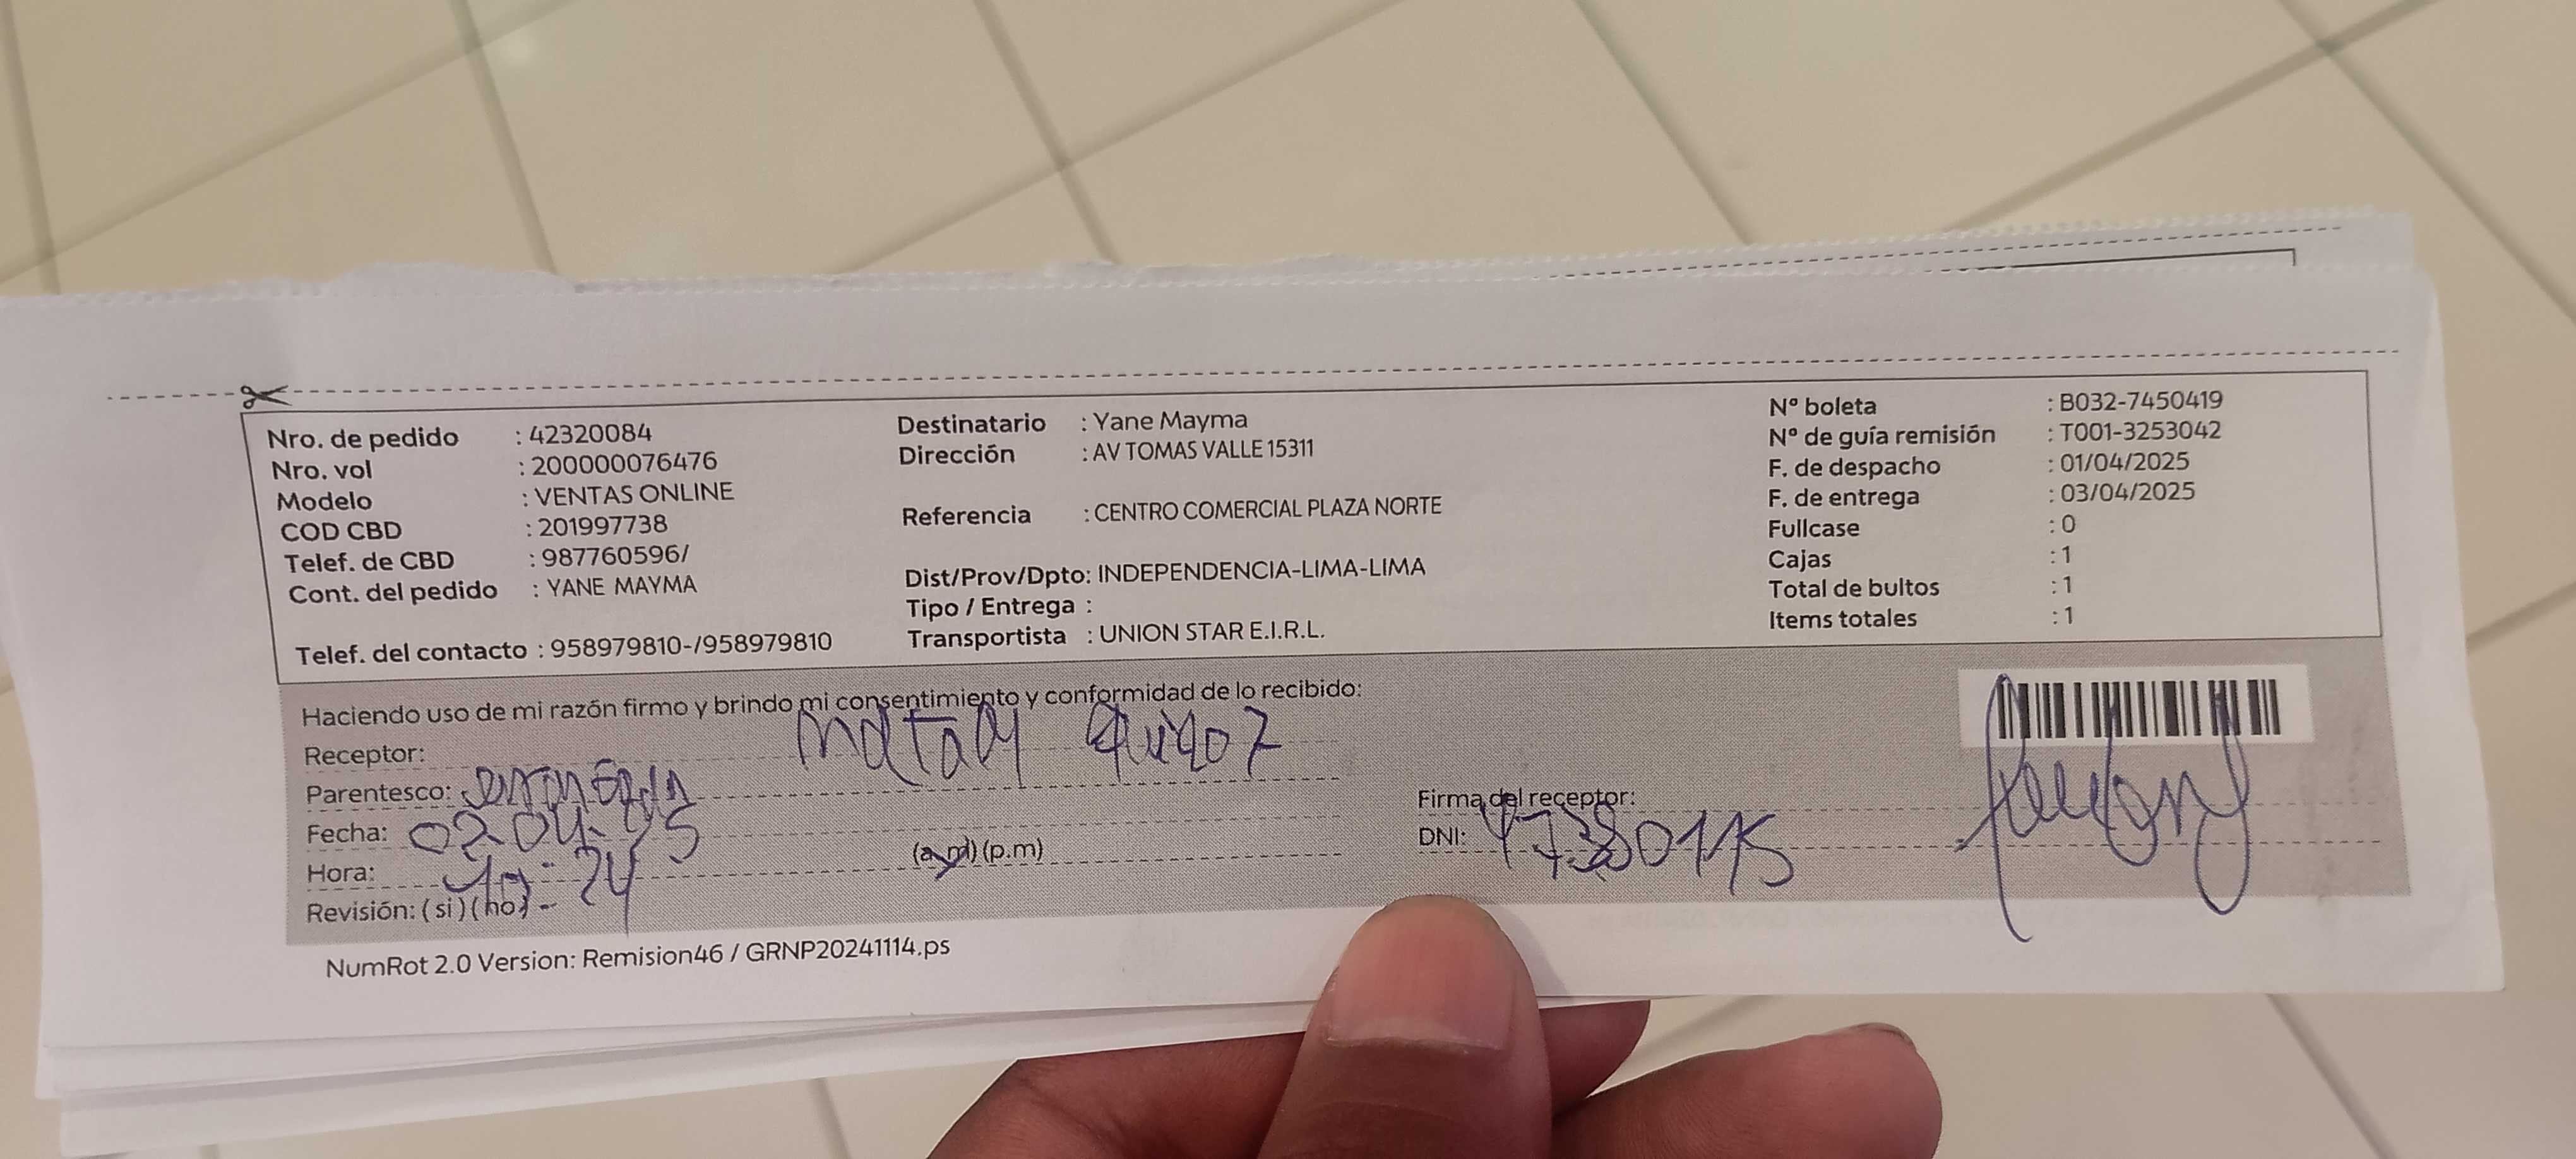 Nro. de pedido : 42320084
Nro. vol : 200000076476
Modelo : VENTAS ONLINE
COD CBD : 201997738
Telef. de CBD : 987760596/
Cont. del pedido : YANE MAYMA
Telef. del contacto : 958979810-/958979810
Destinatario : Yane Mayma
Dirección : AV TOMAS VALLE 15311
Referencia : CENTRO COMERCIAL PLAZA NORTE
Dist/Prov/Dpto: INDEPENDENCIA-LIMA-LIMA
Tipo / Entrega :
Transportista : UNION STAR E.I.R.L.
Nº boleta : B032-7450419
Nº de guía remisión : T001-3253042
F. de despacho : 01/04/2025
F. de entrega : 03/04/2025
Fullcase : 0
Cajas : 1
Total de bultos : 1
Items totales : 1
Haciendo uso de mi razón firmo y brindo mi consentimiento y conformidad de lo recibido:
Receptor:
Parentesco:
Fecha: 02.04.25
Hora: (a.m) (p.m)
Revisión: (si) (no)
Firma del receptor:
DNI:
NumRot 2.0 Version: Remision46 / GRNP20241114.ps